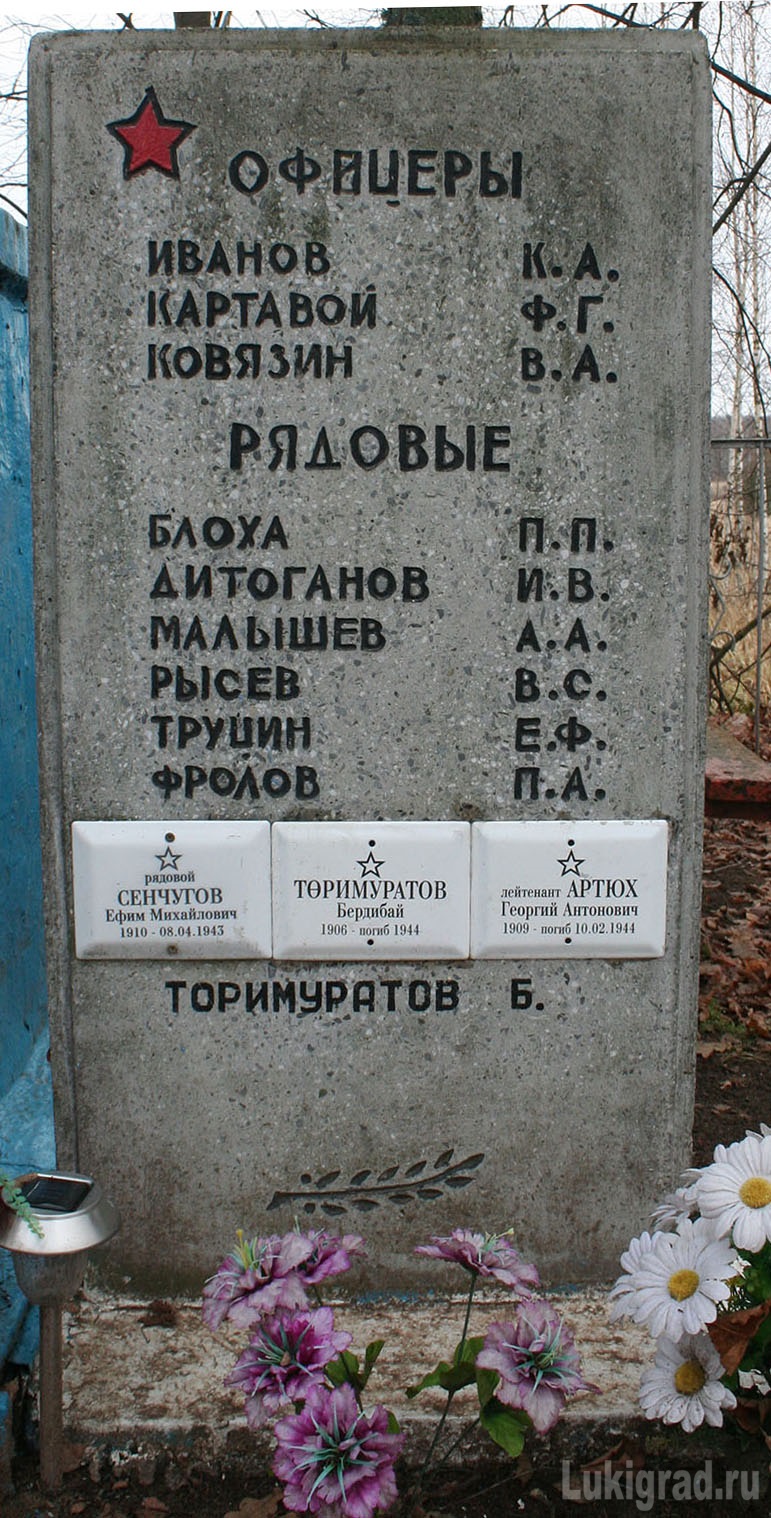 ОФИЦЕРЫ
ИВАНОВ К.А.
КАРТАВОЙ Ф.Г.
КОВЯЗИН В.А.
РЯДОВЫЕ
БЛОХА П.П.
ДИТОГАНОВ И.В.
МАЛЫШЕВ А.А.
РЫСЕВ В.С.
ТРУЦИН Е.Ф.
ФРОЛОВ П.А.
рядовой
СЕНЧУГОВ
Ефим Михайлович
1910 - 08.04.1943
ТӨРИМУРАТОВ
Бердибай
1906 - погиб 1944
лейтенант АРТЮХ
Георгий Антонович
1909 - погиб 10.02.1944
ТОРИМУРАТОВ Б.
Lukigrad.ru